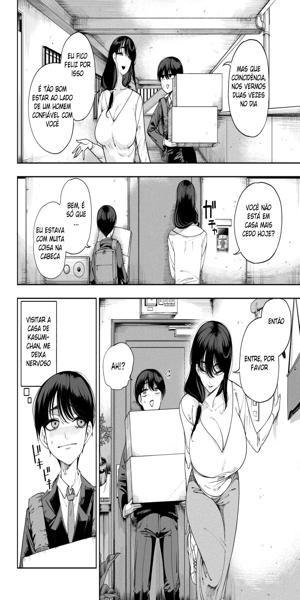 MAS QUE
COINCIDÊNCIA,
NOS VERMOS
DUAS VEZES
NO DIA
EU FICO
FELIZ POR
ISSO
É TÃO BOM
ESTAR AO LADO
DE UM HOMEM
CONFIÁVEL COM
VOCÊ
VOCÊ NÃO
ESTÁ EM
CASA MAIS
CEDO HOJE?
BEM, É
SÓ QUE
...
EU ESTAVA
COM MUITA
COISA NA
CABEÇA
ENTÃO
ENTRE, POR
FAVOR
AH!?
VISITAR A
CASA DE
KASUMI-
CHAN, ME
DEIXA
NERVOSO